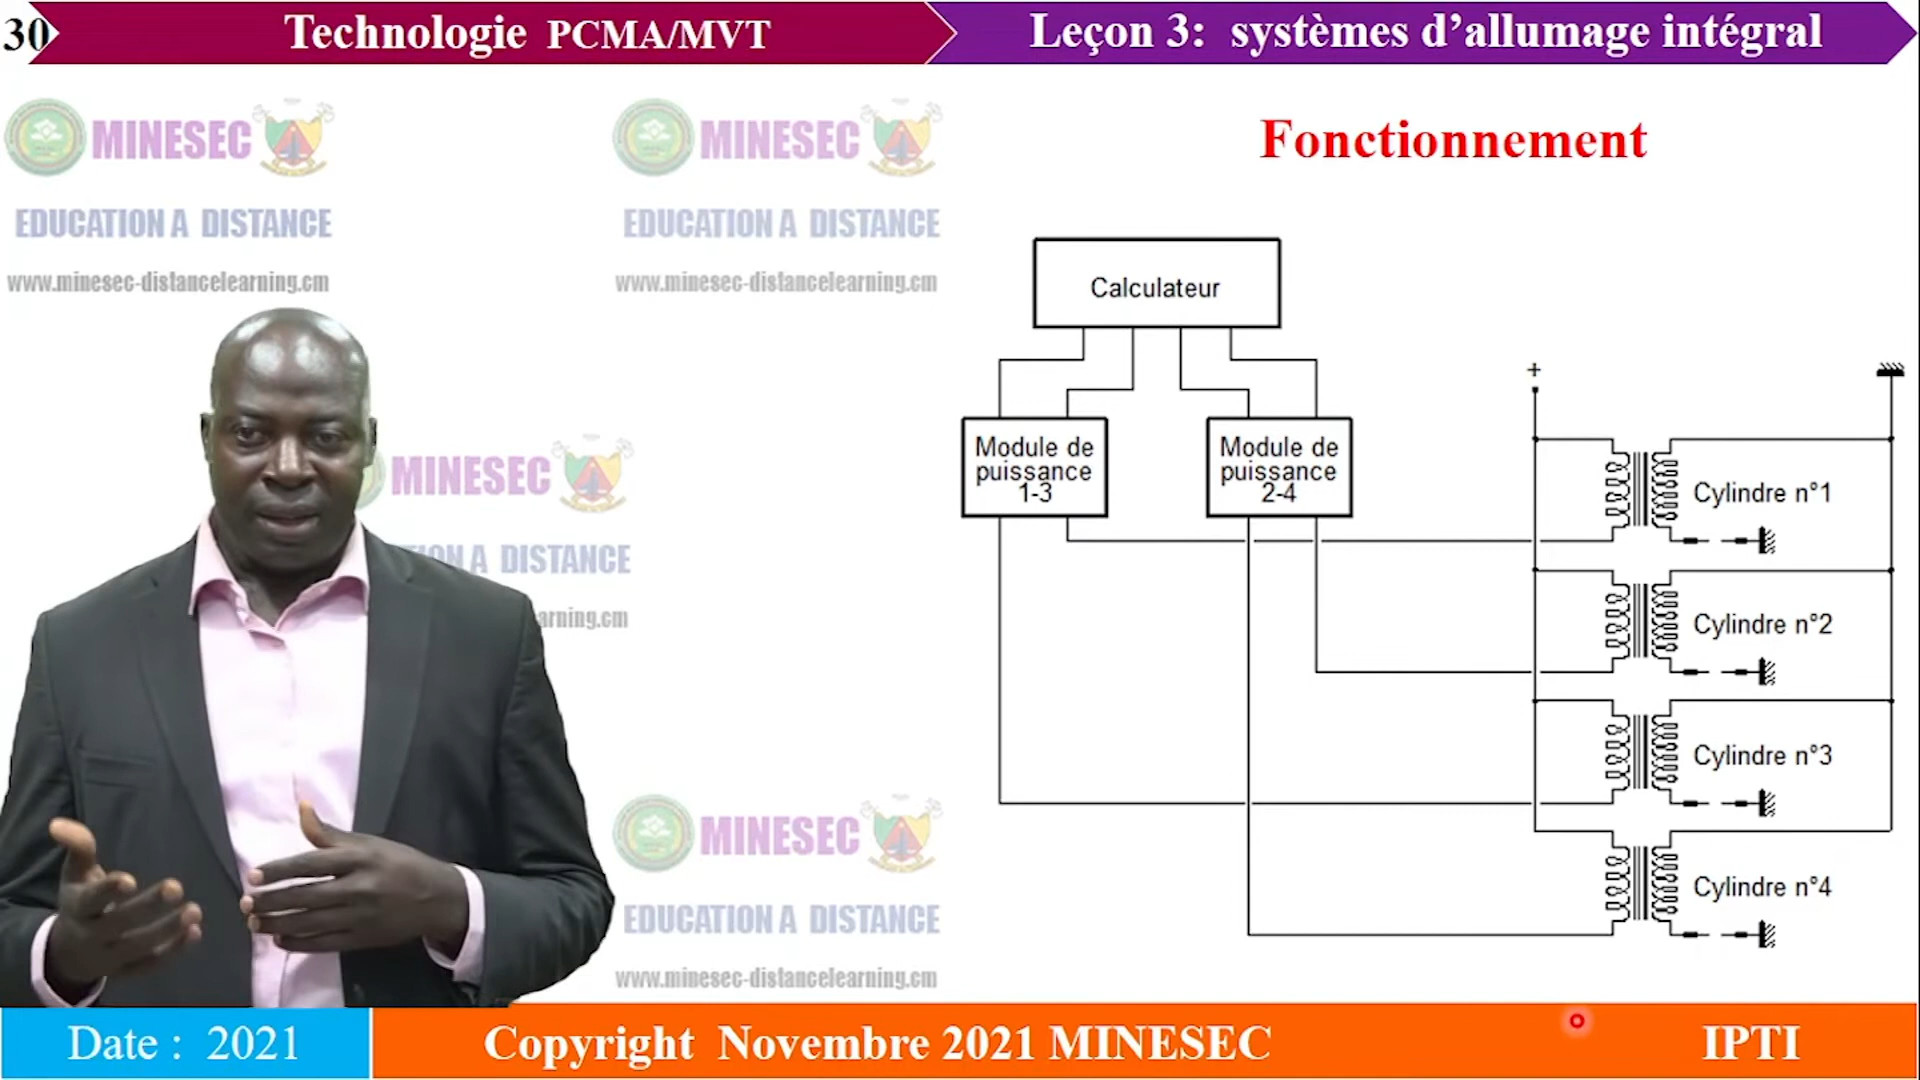 30
Technologie PCMA/MVT
Leçon 3: systèmes d'allumage intégral
MINESEC
EDUCATION A DISTANCE
www.minesec-distancelearning.cm
MINESEC
EDUCATION A DISTANCE
www.minesec-distancelearning.cm
Fonctionnement
Calculateur
+
Module de
puissance
1-3
Module de
puissance
2-4
Cylindre n°1
Cylindre n°2
Cylindre n°3
Cylindre n°4
MINESEC
A DISTANCE
MINESEC
EDUCATION A DISTANCE
www.minesec-distancelearning.cm
Date : 2021
Copyright Novembre 2021 MINESEC
IPTI